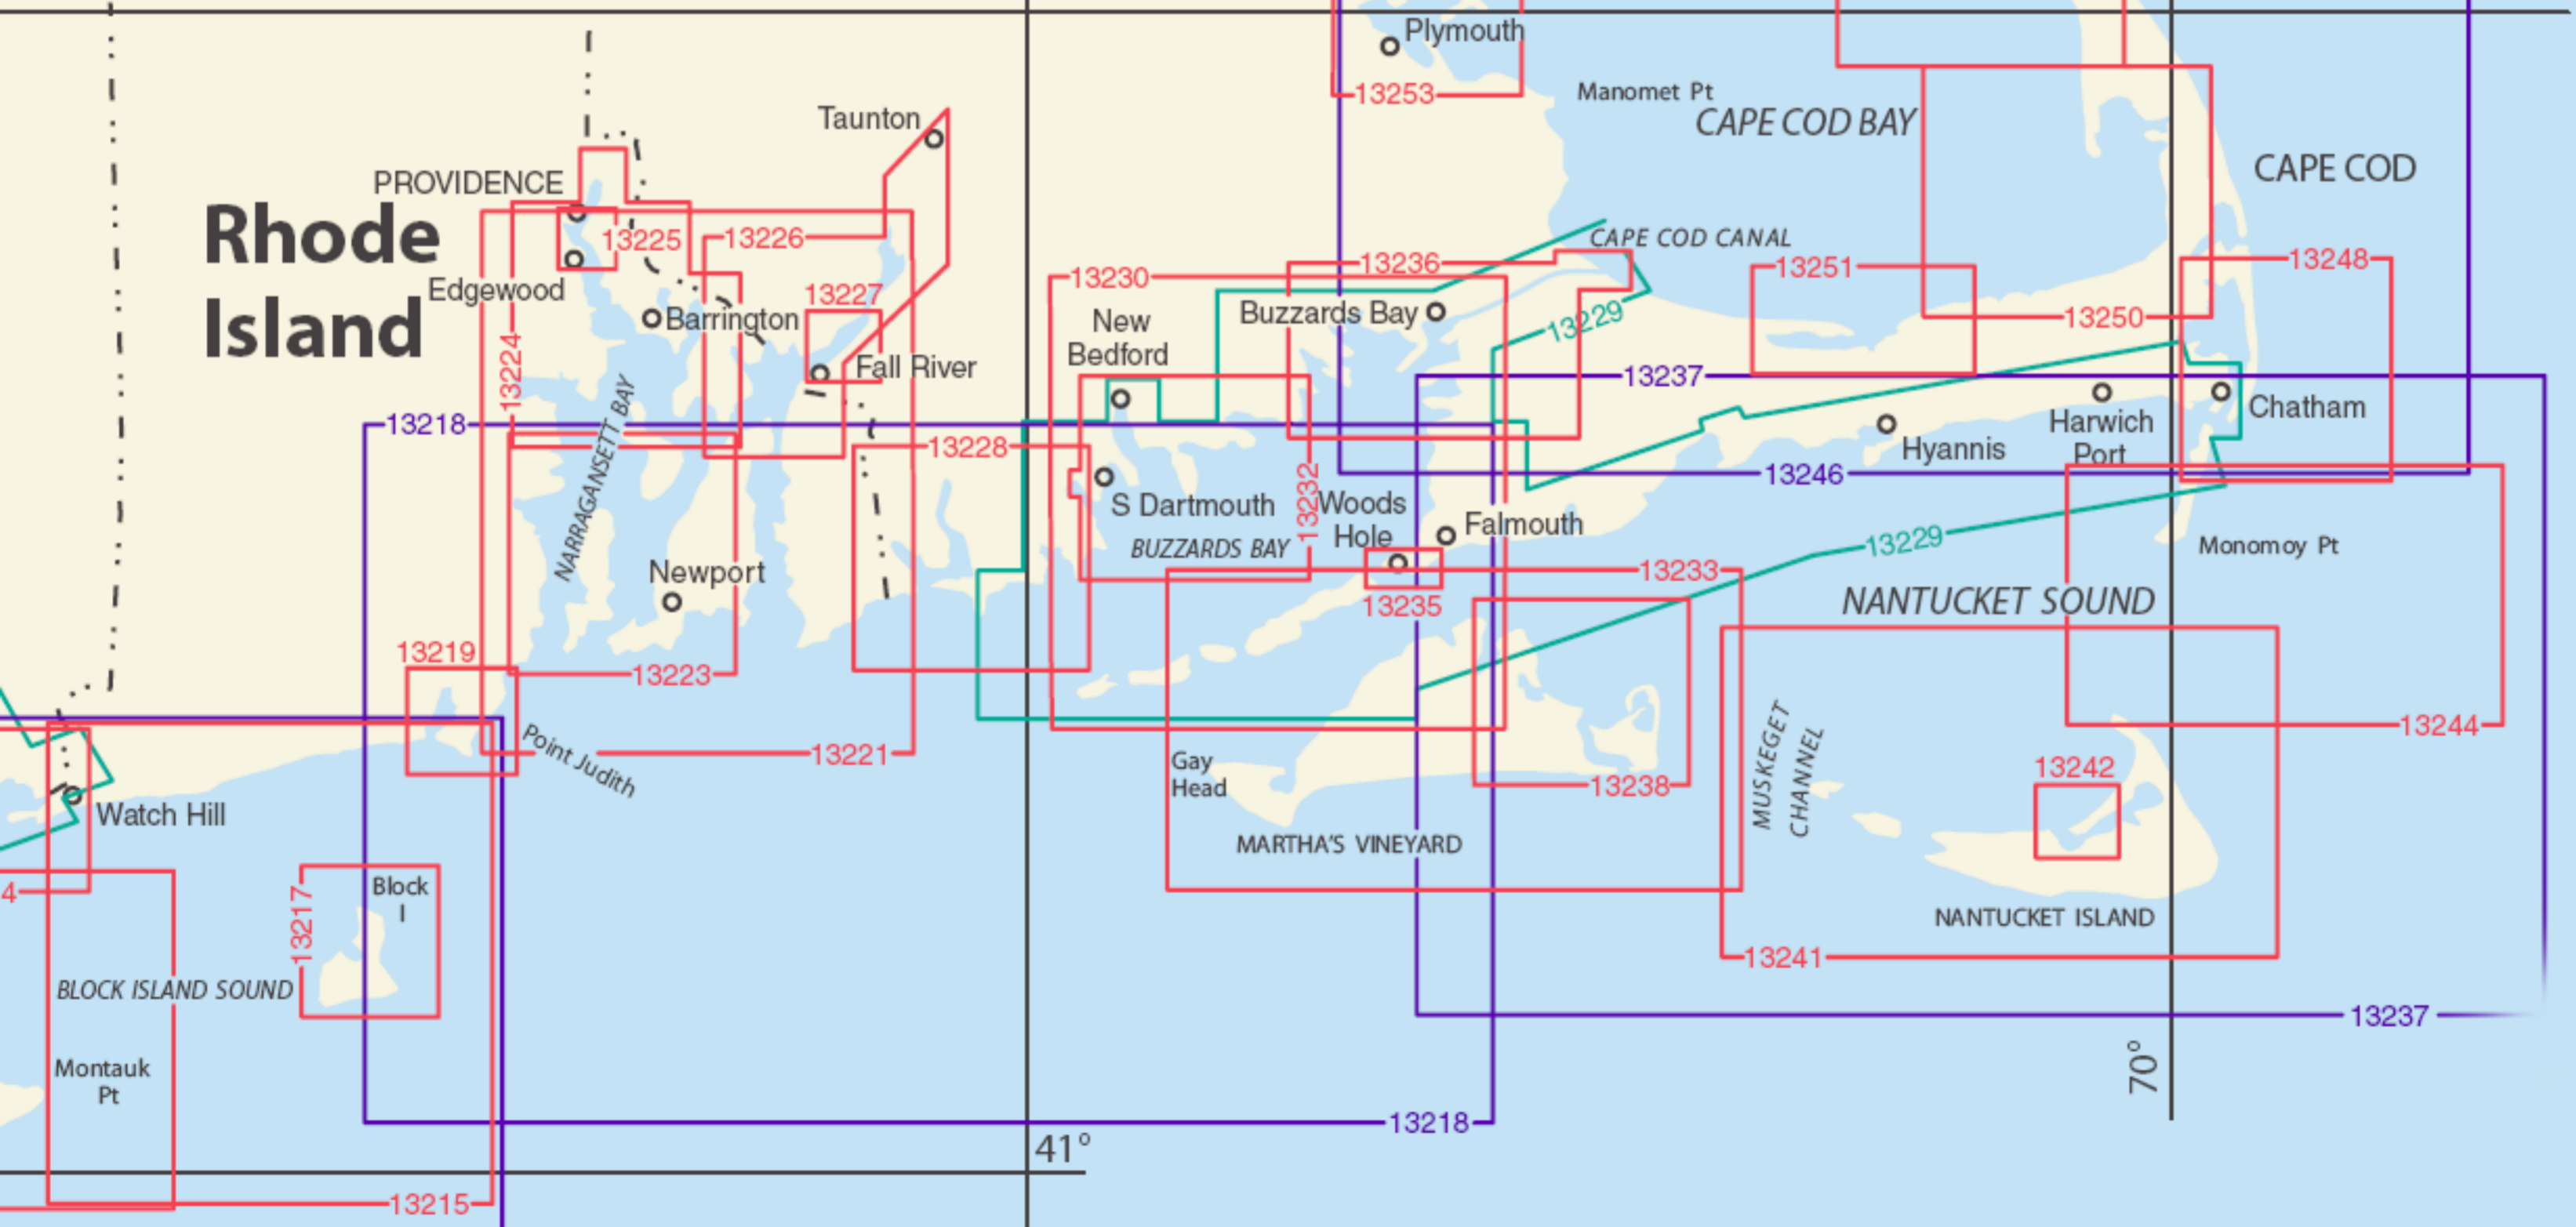 Plymouth
13253
Manomet Pt
CAPE COD BAY
CAPE COD
Taunton
PROVIDENCE
Rhode
Island
13225
13226
Edgewood
Barrington
13227
Fall River
13224
NARRAGANSETT BAY
13218
13228
Newport
13219
13223
Point Judith
13221
Watch Hill
4
13217
Block
I
BLOCK ISLAND SOUND
Montauk
Pt
13215
13218
41°
13230
New
Bedford
13236
Buzzards Bay
CAPE COD CANAL
13229
13251
13248
13250
13237
Harwich
Port
Chatham
Hyannis
13246
S Dartmouth
13232
Woods
Hole
Falmouth
BUZZARDS BAY
13229
Monomoy Pt
13233
13235
NANTUCKET SOUND
13244
Gay
Head
13238
MUSKEGET
CHANNEL
13242
MARTHA'S VINEYARD
NANTUCKET ISLAND
13241
13237
70°